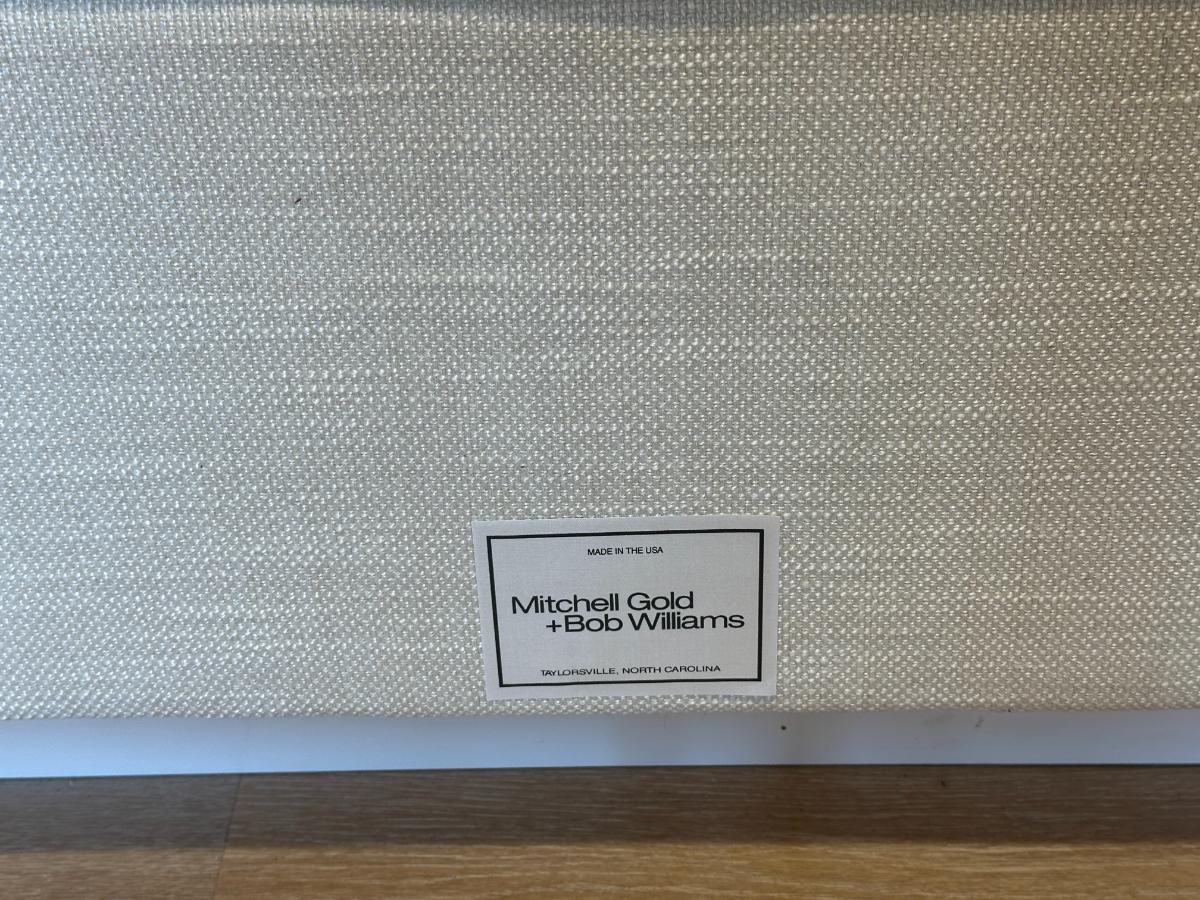 MADE IN THE USA
Mitchell Gold
+Bob Williams
TAYLORSVILLE, NORTH CAROLINA